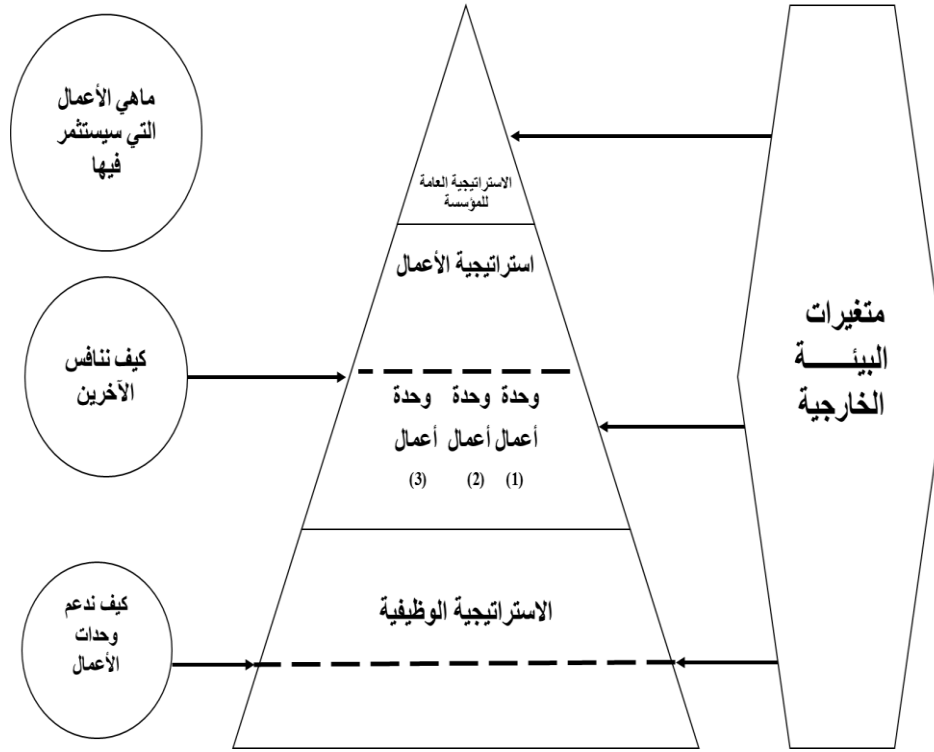 ماهي الأعمال
التي سيستثمر
فيها
الاستراتيجية العامة
للمؤسسة
استراتيجية الأعمال
كيف ننافس
الآخرين
وحدة وحدة وحدة
أعمال أعمال أعمال
(1) (2) (3)
متغيرات
البيئـــــة
الخارجية
الاستراتيجية الوظيفية
كيف ندعم
وحدات
الأعمال